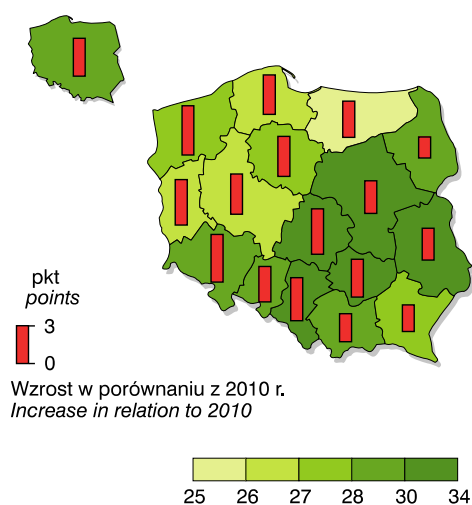 pkt
points
3
0
Wzrost w porównaniu z 2010 r.
Increase in relation to 2010
25 26 27 28 30 34